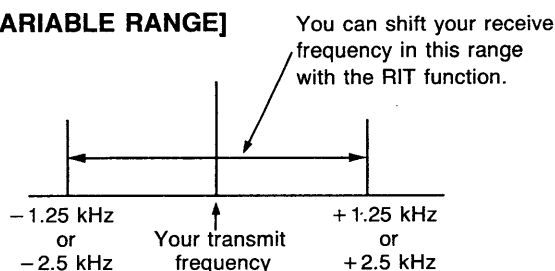 ARIABLE RANGE]
You can shift your receive
frequency in this range
with the RIT function.
−1.25 kHz
or
−2.5 kHz
Your transmit
frequency
+1.25 kHz
or
+2.5 kHz